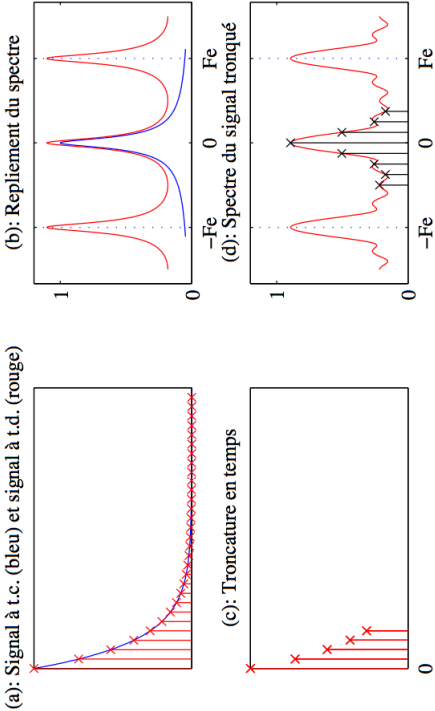 (a): Signal à t.c. (bleu) et signal à t.d. (rouge)
(b): Repliement du spectre
1
0
−Fe
0
Fe
(c): Troncature en temps
0
(d): Spectre du signal tronqué
1
0
−Fe
0
Fe